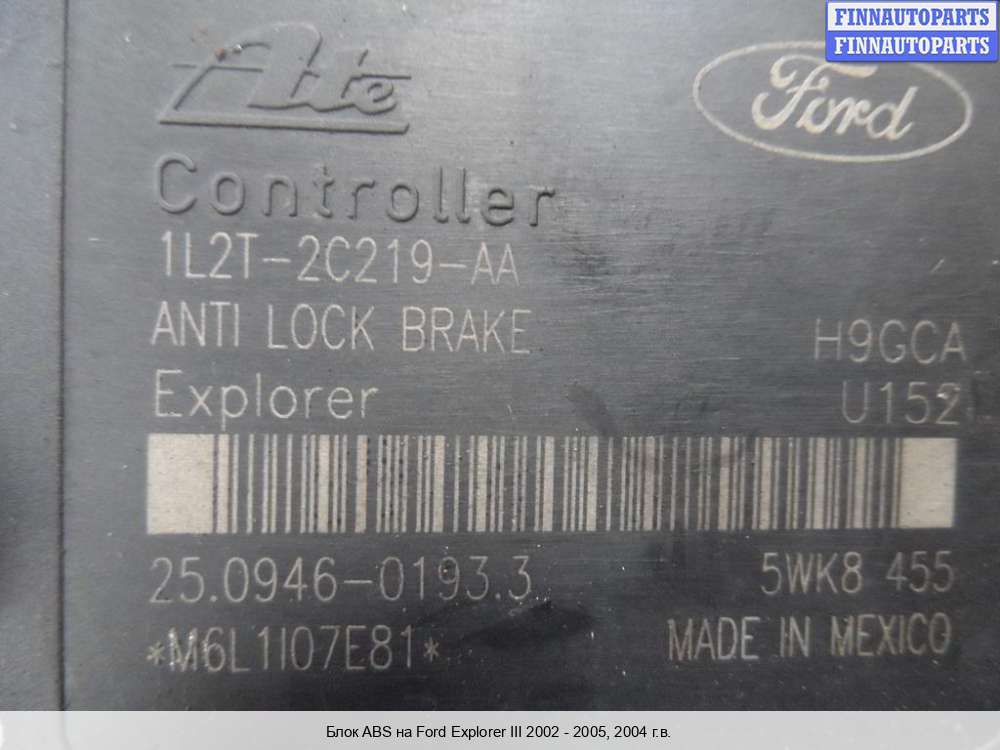 FINNAUTOPARTS
FINNAUTOPARTS
Ate
Ford
Controller
1L2T-2C219-AA
ANTI LOCK BRAKE
H9GCA
Explorer
U152
25.0946-0193.3
5WK8 455
*M6L1I07E81*
MADE IN MEXICO
Блок ABS на Ford Explorer III 2002 - 2005, 2004 г.в.